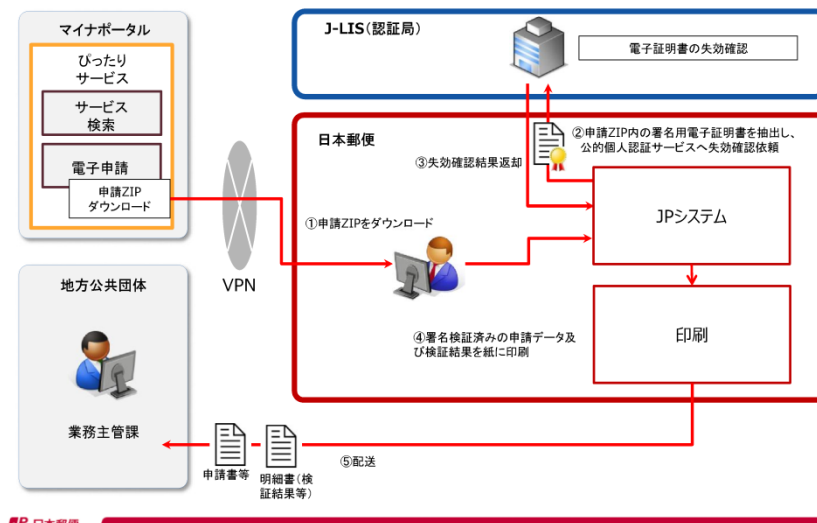 マイナポータル
ぴったり
サービス
サービス
検索
電子申請
申請ZIP
ダウンロード
J-LIS(認証局)
電子証明書の失効確認
日本郵便
②申請ZIP内の署名用電子証明書を抽出し、
公的個人認証サービスへ失効確認依頼
③失効確認結果返却
JPシステム
①申請ZIPをダウンロード
VPN
地方公共団体
業務主管課
④署名検証済みの申請データ及
び検証結果を紙に印刷
印刷
⑤配送
申請書等
明細書(検
証結果等)
日本郵便